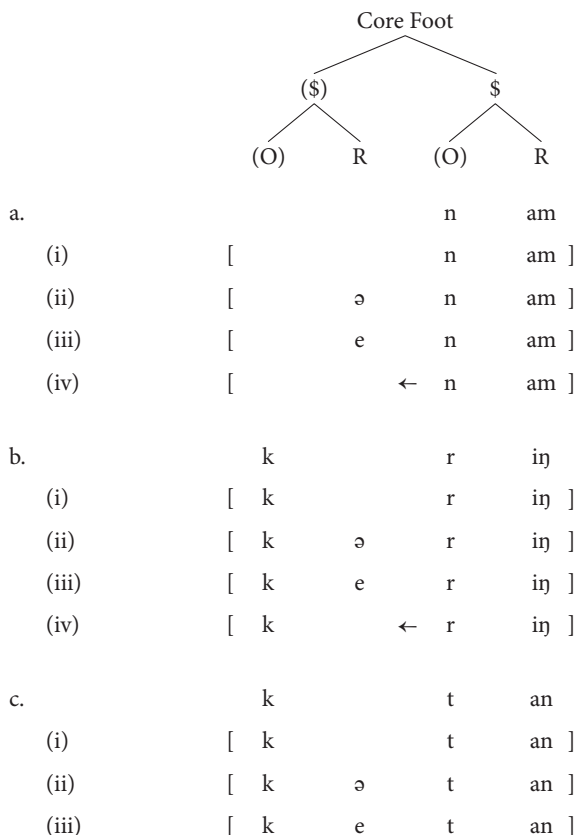 Core Foot
($) $
(O) R (O) R
a. n am
(i) [ n am ]
(ii) [ ə n am ]
(iii) [ e n am ]
(iv) [ ← n am ]
b. k r iŋ
(i) [ k r iŋ ]
(ii) [ k ə r iŋ ]
(iii) [ k e r iŋ ]
(iv) [ k ← r iŋ ]
c. k t an
(i) [ k t an ]
(ii) [ k ə t an ]
(iii) [ k e t an ]